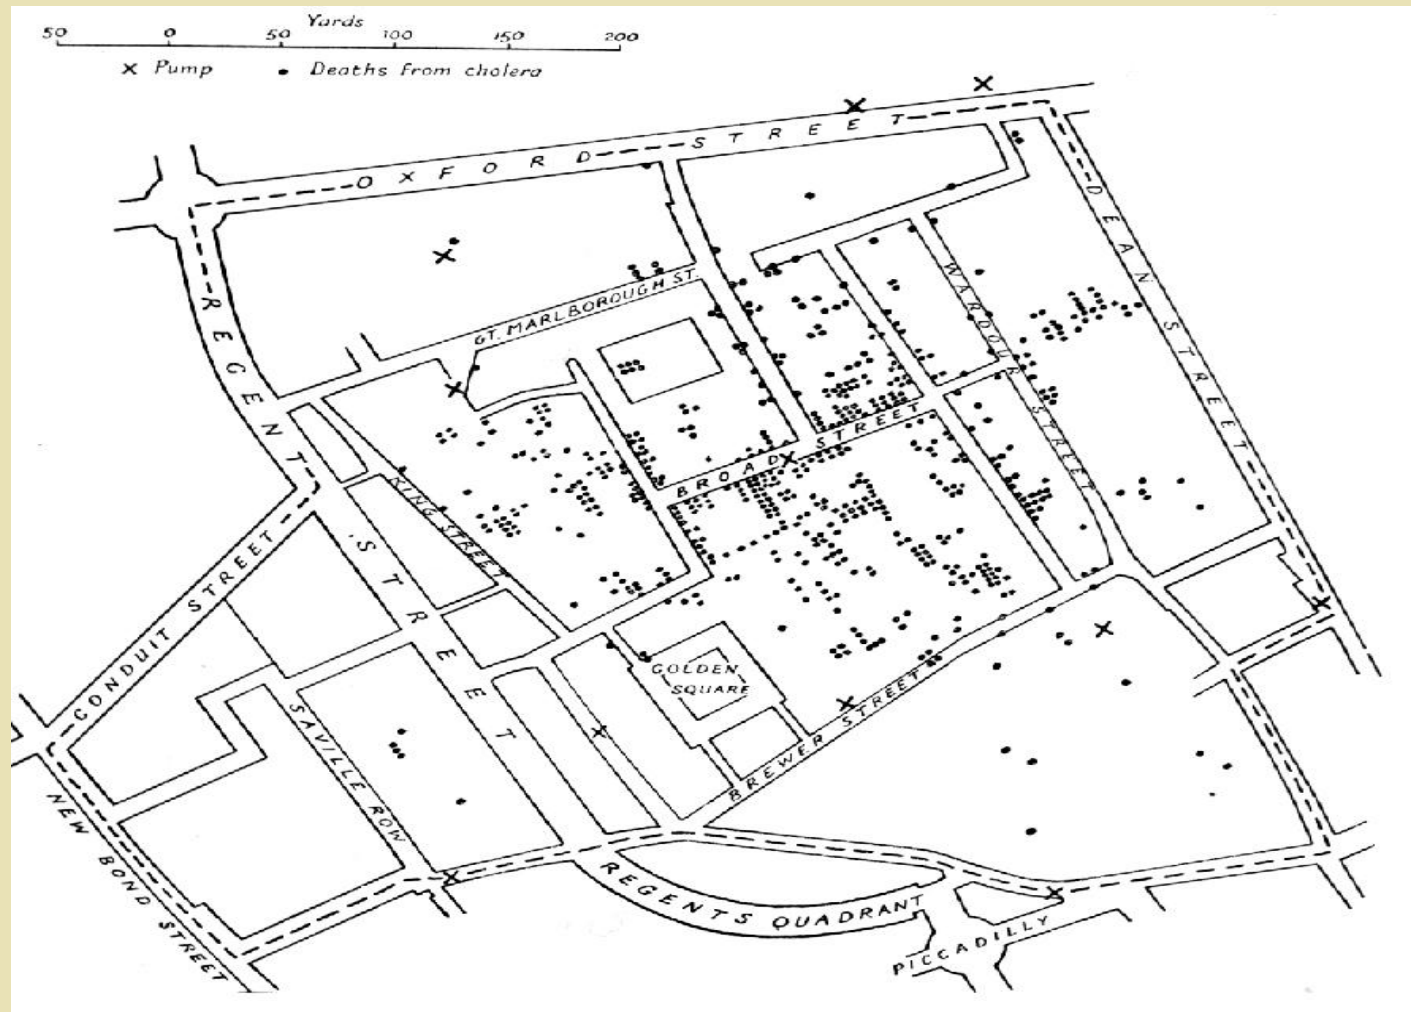 Yards
50 0 50 100 150 200
× Pump • Deaths from cholera
OXFORD STREET
DEAN STREET
REGENT STREET
GT. MARLBOROUGH ST.
WARDOUR STREET
BROAD STREET
KING STREET
CONDUIT STREET
GOLDEN
SQUARE
SAVILLE ROW
BREWER STREET
NEW BOND STREET
REGENTS QUADRANT
PICCADILLY